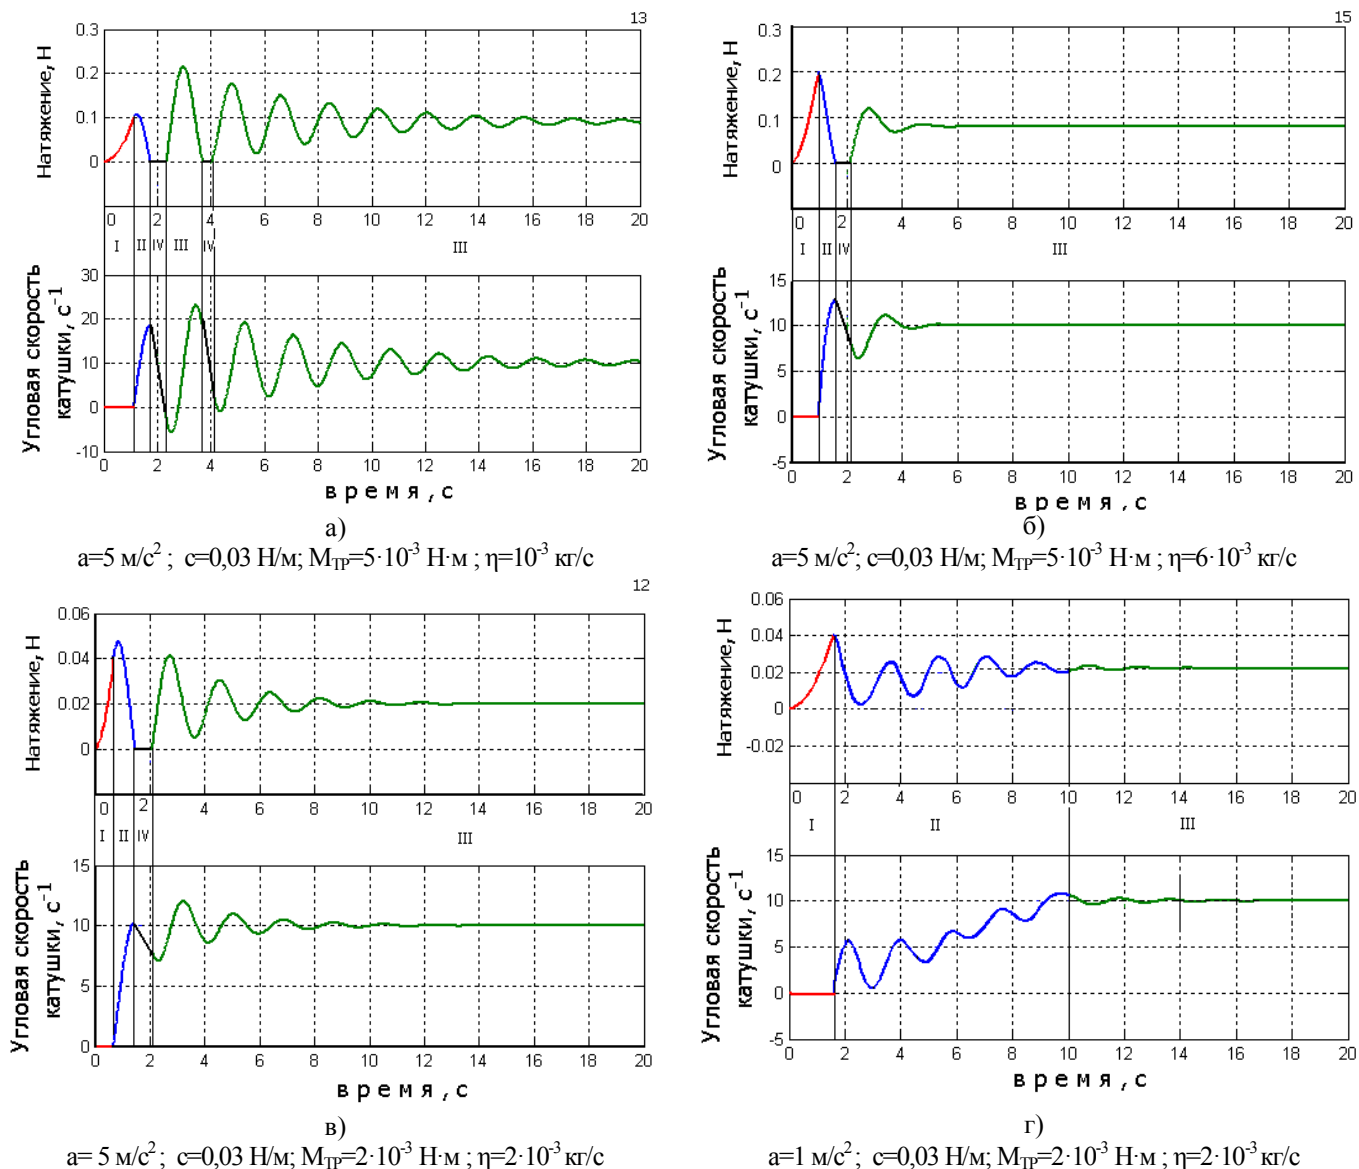 13
Натяжение, Н
0.3
0.2
0.1
0
0 2 4 6 8 10 12 14 16 18 20
I II IV III IV III
Угловая скорость
катушки, с⁻¹
30
20
10
0
-10
0 2 4 6 8 10 12 14 16 18 20
время, с
а)
a=5 м/с² ; c=0,03 Н/м; MТР=5·10⁻³ Н·м ; η=10⁻³ кг/с
15
Натяжение, Н
0.3
0.2
0.1
0
0 2 4 6 8 10 12 14 16 18 20
I II IV III
Угловая скорость
катушки, с⁻¹
15
10
5
0
-5
0 2 4 6 8 10 12 14 16 18 20
время, с
б)
a=5 м/с²; c=0,03 Н/м; MТР=5·10⁻³ Н·м ; η=6·10⁻³ кг/с
12
Натяжение, Н
0.06
0.04
0.02
0
0 2 4 6 8 10 12 14 16 18 20
I II IV III
Угловая скорость
катушки, с⁻¹
15
10
5
0
0 2 4 6 8 10 12 14 16 18 20
время, с
в)
a= 5 м/с² ; c=0,03 Н/м; MТР=2·10⁻³ Н·м ; η=2·10⁻³ кг/с
Натяжение, Н
0.06
0.04
0.02
0
-0.02
0 2 4 6 8 10 12 14 16 18 20
I II III
Угловая скорость
катушки, с⁻¹
15
10
5
0
-5
0 2 4 6 8 10 12 14 16 18 20
время, с
г)
a=1 м/с² ; c=0,03 Н/м; MТР=2·10⁻³ Н·м ; η=2·10⁻³ кг/с